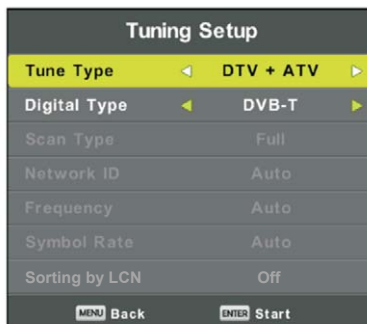 Tuning Setup
Tune Type DTV + ATV
Digital Type DVB-T
Scan Type Full
Network ID Auto
Frequency Auto
Symbol Rate Auto
Sorting by LCN Off
MENU Back ENTER Start